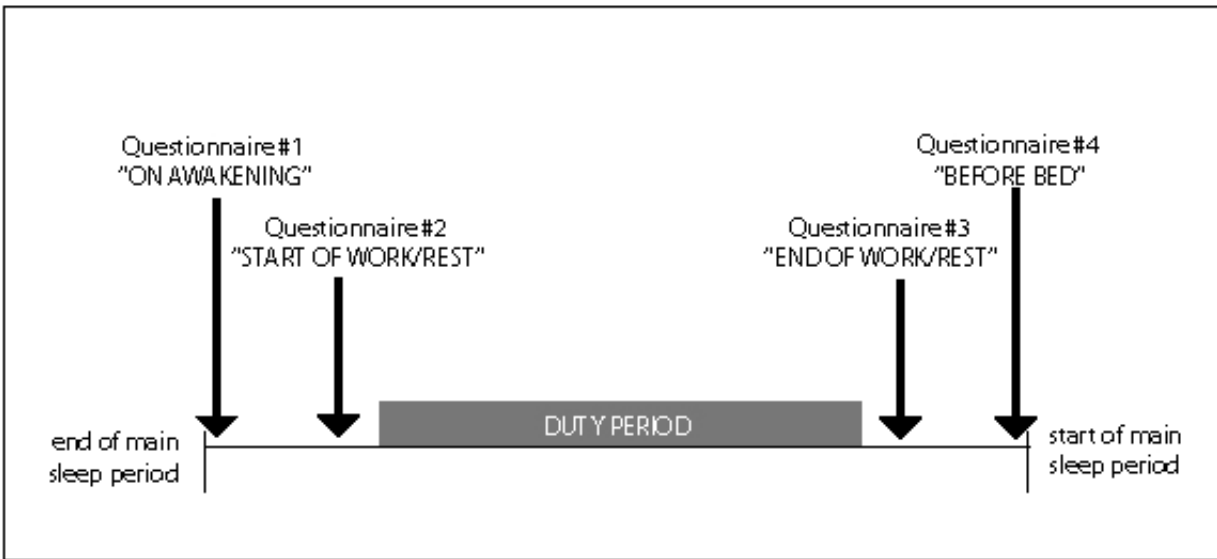 Questionnaire#1
"ON AWAKENING"
Questionnaire#2
"START OF WORK/REST"
Questionnaire#3
"END OF WORK/REST"
Questionnaire#4
"BEFORE BED"
DUTY PERIOD
end of main
sleep period
start of main
sleep period